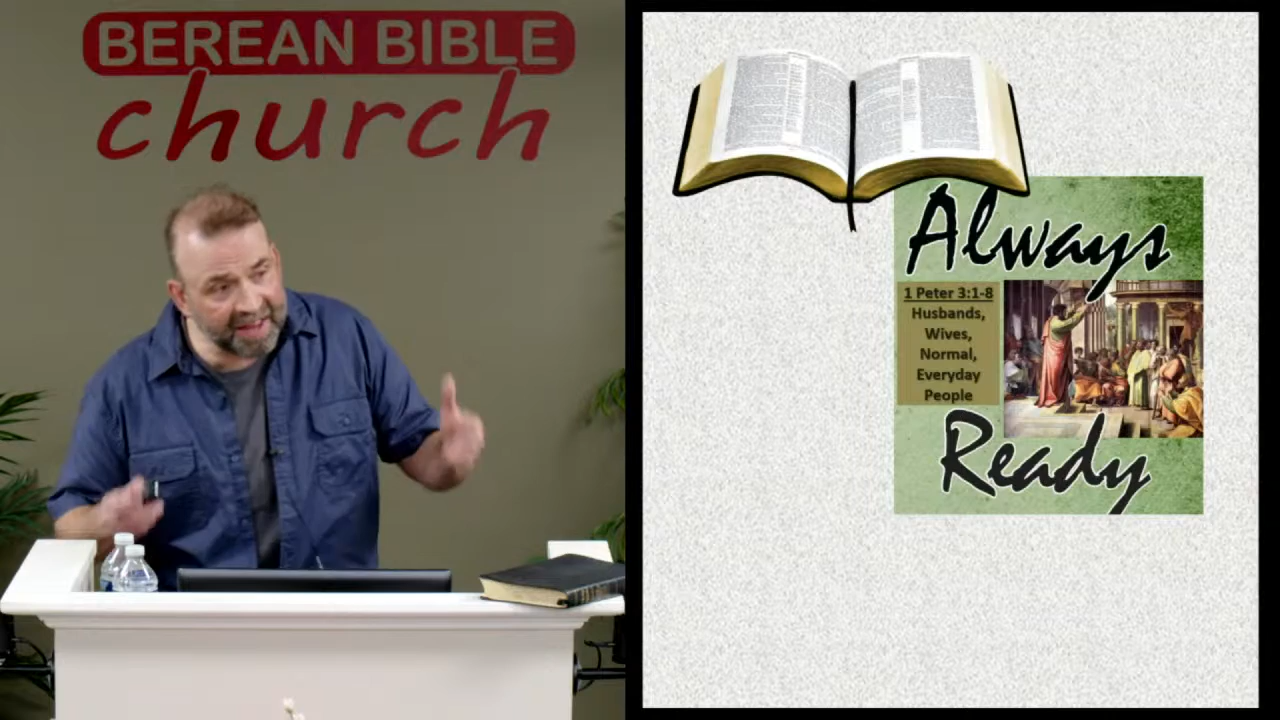 BEREAN BIBLE
church
Always
1 Peter 3:1-8
Husbands,
Wives,
Normal,
Everyday
People
Ready